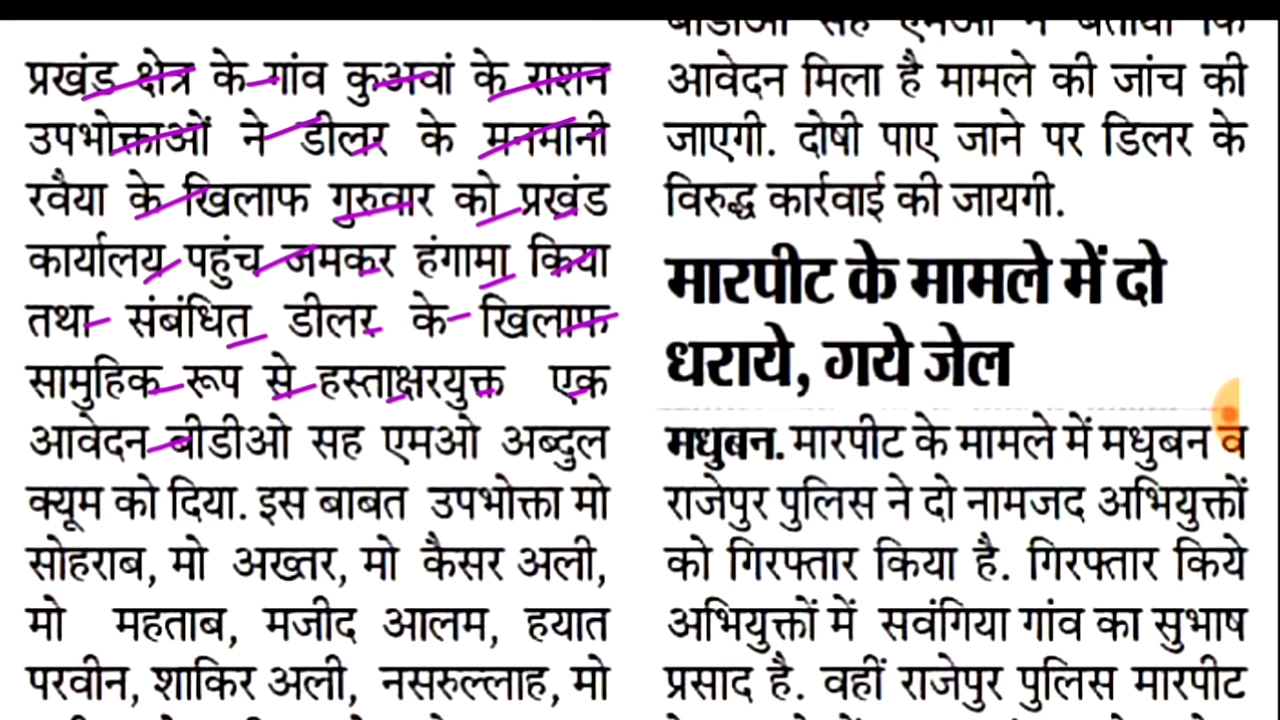 प्रखंड क्षेत्र के गांव कुअवां के राशन
उपभोक्ताओं ने डीलर के मनमानी
रवैया के खिलाफ गुरुवार को प्रखंड
कार्यालय पहुंच जमकर हंगामा किया
तथा संबंधित डीलर के खिलाफ
सामुहिक रूप से हस्ताक्षरयुक्त एक
आवेदन बीडीओ सह एमओ अब्दुल
क्यूम को दिया. इस बाबत उपभोक्ता मो
सोहराब, मो अख्तर, मो कैसर अली,
मो महताब, मजीद आलम, हयात
परवीन, शाकिर अली, नसरुल्लाह, मो
बीडीओ सह एमओ ने बताया कि
आवेदन मिला है मामले की जांच की
जाएगी. दोषी पाए जाने पर डिलर के
विरुद्ध कार्रवाई की जायगी.
मारपीट के मामले में दो
धराये, गये जेल
मधुबन. मारपीट के मामले में मधुबन व
राजेपुर पुलिस ने दो नामजद अभियुक्तों
को गिरफ्तार किया है. गिरफ्तार किये
अभियुक्तों में सवंगिया गांव का सुभाष
प्रसाद है. वहीं राजेपुर पुलिस मारपीट